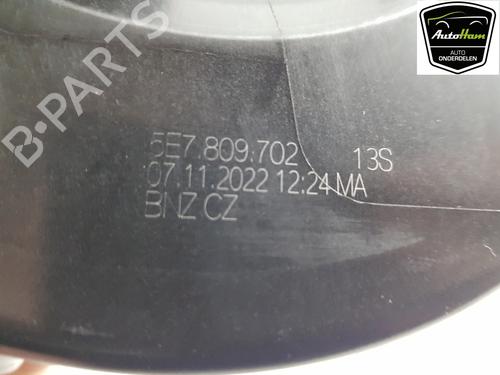 AutoHam
AUTO
ONDERDELEN
B-PARTS
5E7.809.702 13S
07.11.2022 12:24 MA
BNZ CZ